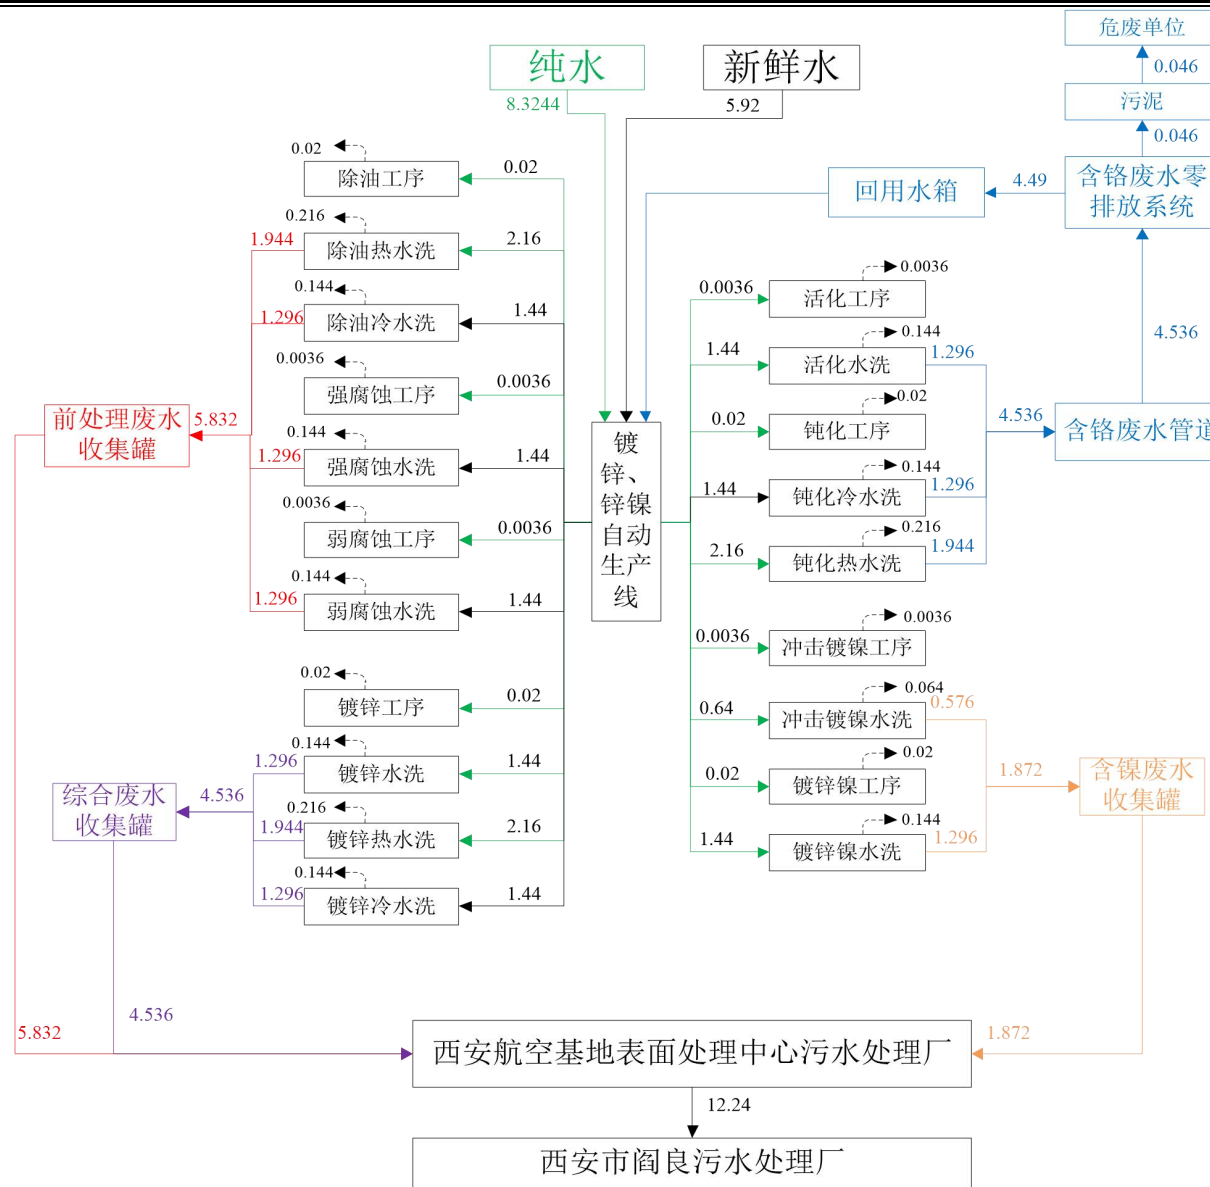 危废单位
0.046
污泥
0.046
纯水
新鲜水
8.3244
5.92
含铬废水零
排放系统
4.49
回用水箱
4.536
0.02
除油工序
0.02
0.216
除油热水洗
2.16
1.944
0.144
除油冷水洗
1.44
1.296
0.0036
强腐蚀工序
0.0036
前处理废水
收集罐
5.832
0.144
强腐蚀水洗
1.44
1.296
0.0036
弱腐蚀工序
0.0036
0.144
弱腐蚀水洗
1.44
1.296
0.02
镀锌工序
0.02
0.144
镀锌水洗
1.44
1.296
综合废水
收集罐
4.536
0.216
镀锌热水洗
2.16
1.944
0.144
镀锌冷水洗
1.44
1.296
镀
锌、
锌镍
自动
生产
线
0.0036
活化工序
0.0036
1.44
活化水洗
0.144
1.296
0.02
钝化工序
0.02
4.536
含铬废水管道
1.44
钝化冷水洗
0.144
1.296
2.16
钝化热水洗
0.216
1.944
0.0036
冲击镀镍工序
0.0036
0.64
冲击镀镍水洗
0.064
0.576
0.02
镀锌镍工序
0.02
1.872
含镍废水
收集罐
1.44
镀锌镍水洗
0.144
1.296
5.832
4.536
1.872
西安航空基地表面处理中心污水处理厂
12.24
西安市阎良污水处理厂